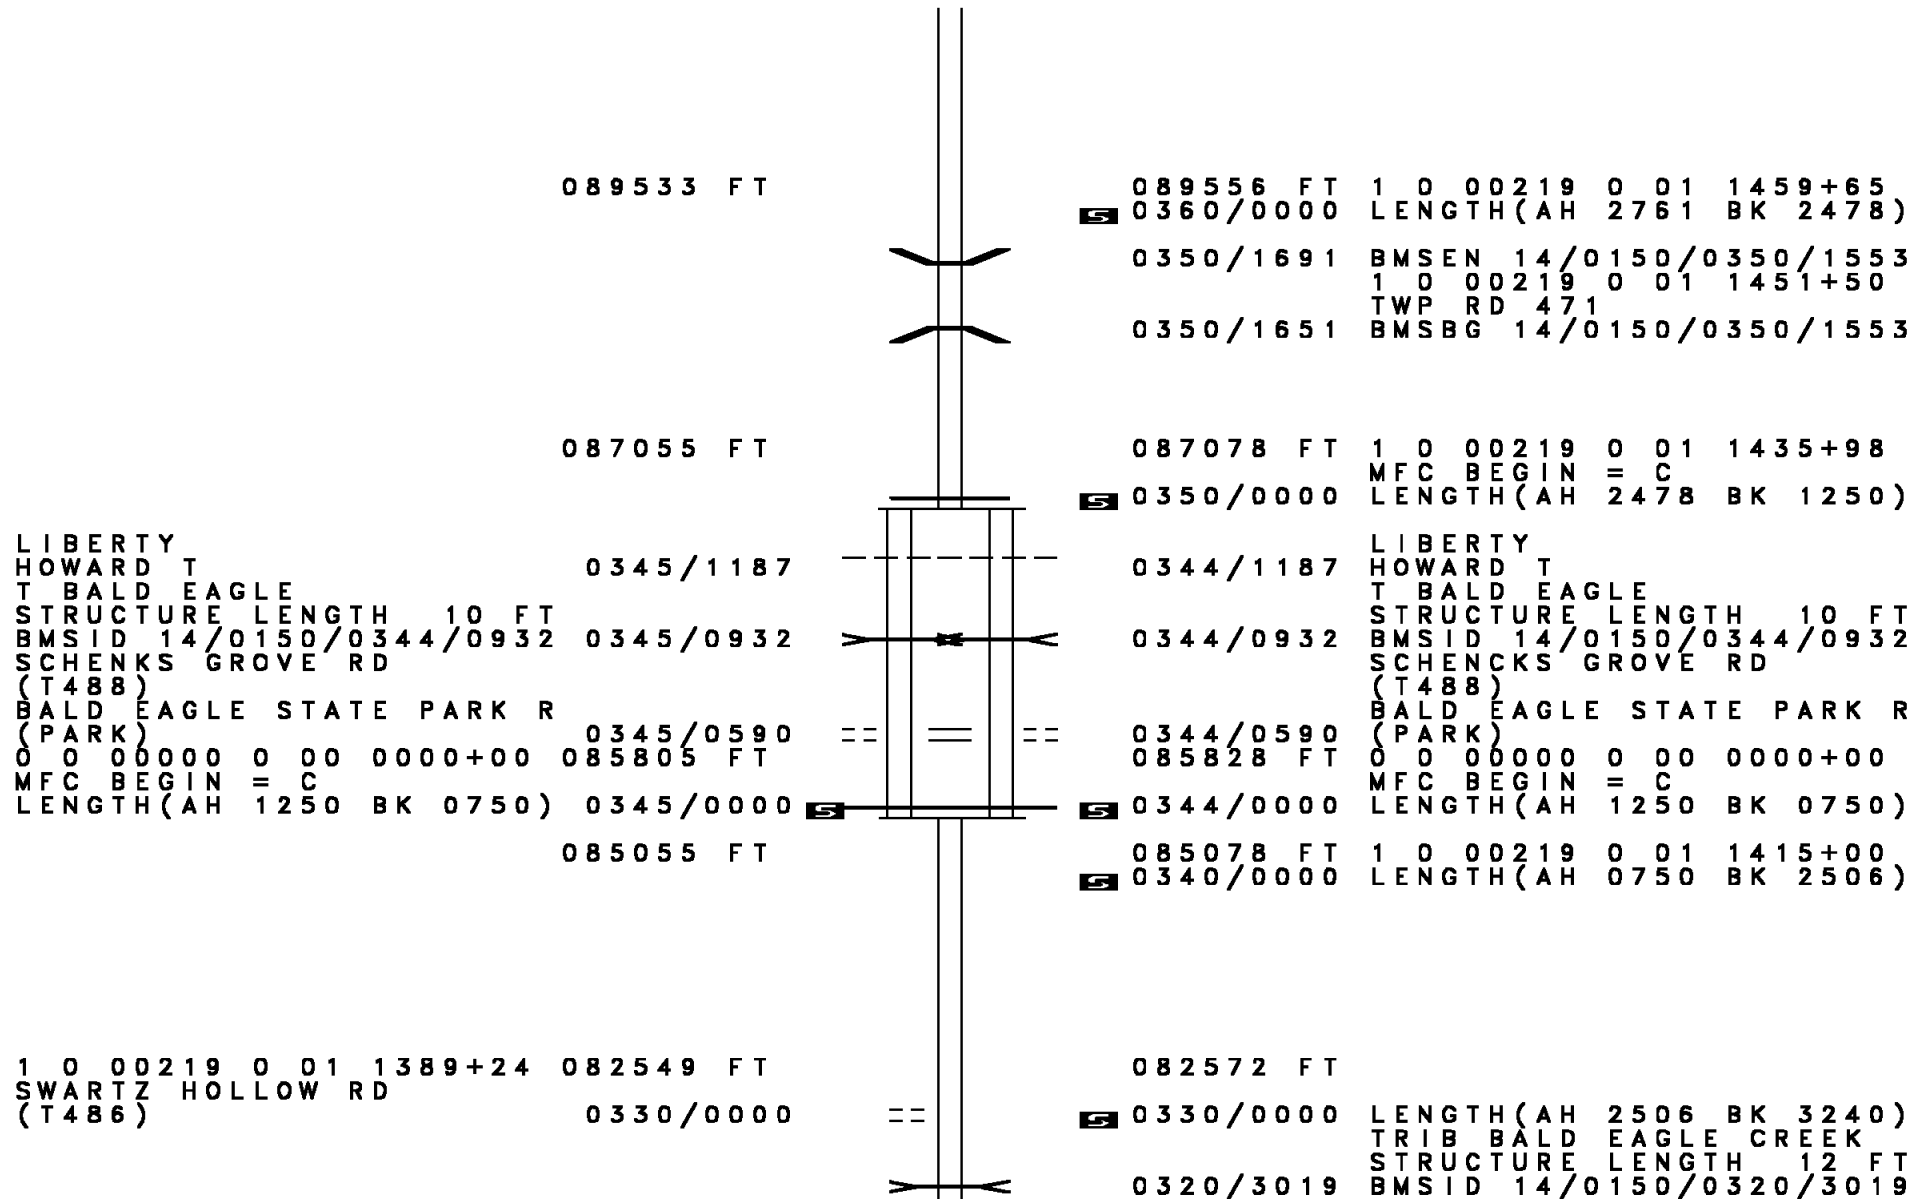 089533 FT 089556 FT 1 0 00219 0 01 1459+65
S 0360/0000 LENGTH(AH 2761 BK 2478)
0350/1691 BMSEN 14/0150/0350/1553
1 0 00219 0 01 1451+50
TWP RD 471
0350/1651 BMSBG 14/0150/0350/1553
087055 FT 087078 FT 1 0 00219 0 01 1435+98
MFC BEGIN = C
S 0350/0000 LENGTH(AH 2478 BK 1250)
LIBERTY LIBERTY
HOWARD T 0345/1187 0344/1187 HOWARD T
T BALD EAGLE T BALD EAGLE
STRUCTURE LENGTH 10 FT STRUCTURE LENGTH 10 FT
BMSID 14/0150/0344/0932 0345/0932 0344/0932 BMSID 14/0150/0344/0932
SCHENKS GROVE RD SCHENCKS GROVE RD
(T488) (T488)
BALD EAGLE STATE PARK R BALD EAGLE STATE PARK R
(PARK) 0345/0590 0344/0590 (PARK)
0 0 00000 0 00 0000+00 085805 FT 085828 FT 0 0 00000 0 00 0000+00
MFC BEGIN = C MFC BEGIN = C
LENGTH(AH 1250 BK 0750) 0345/0000 S S 0344/0000 LENGTH(AH 1250 BK 0750)
085055 FT 085078 FT 1 0 00219 0 01 1415+00
S 0340/0000 LENGTH(AH 0750 BK 2506)
1 0 00219 0 01 1389+24 082549 FT 082572 FT
SWARTZ HOLLOW RD
(T486) 0330/0000 S 0330/0000 LENGTH(AH 2506 BK 3240)
TRIB BALD EAGLE CREEK
STRUCTURE LENGTH 12 FT
0320/3019 BMSID 14/0150/0320/3019